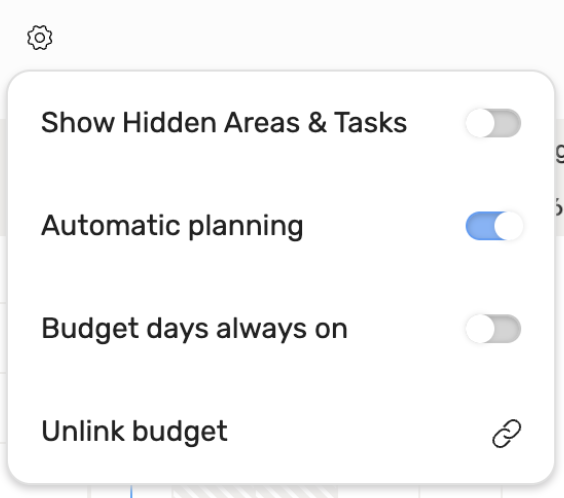 Show Hidden Areas & Tasks
Automatic planning
Budget days always on
Unlink budget